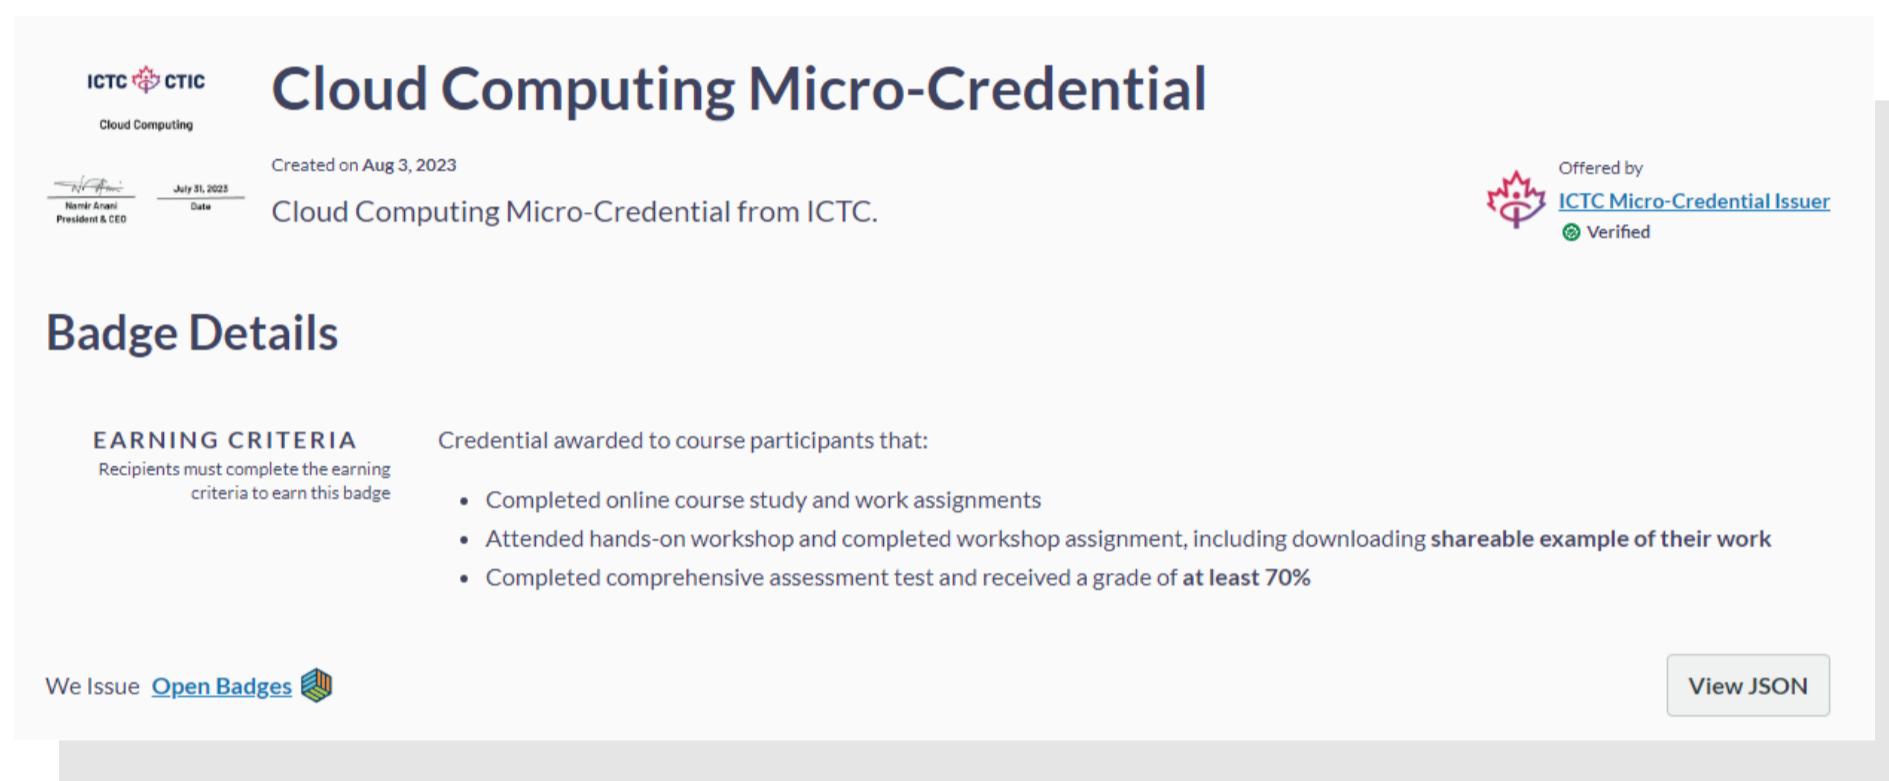 ICTC CTIC
Cloud Computing
Namir Anani
President & CEO
July 31, 2023
Date
Cloud Computing Micro-Credential
Created on Aug 3, 2023
Cloud Computing Micro-Credential from ICTC.
Offered by
ICTC Micro-Credential Issuer
Verified
Badge Details
EARNING CRITERIA
Recipients must complete the earning
criteria to earn this badge
Credential awarded to course participants that:
• Completed online course study and work assignments
• Attended hands-on workshop and completed workshop assignment, including downloading shareable example of their work
• Completed comprehensive assessment test and received a grade of at least 70%
We Issue Open Badges
View JSON